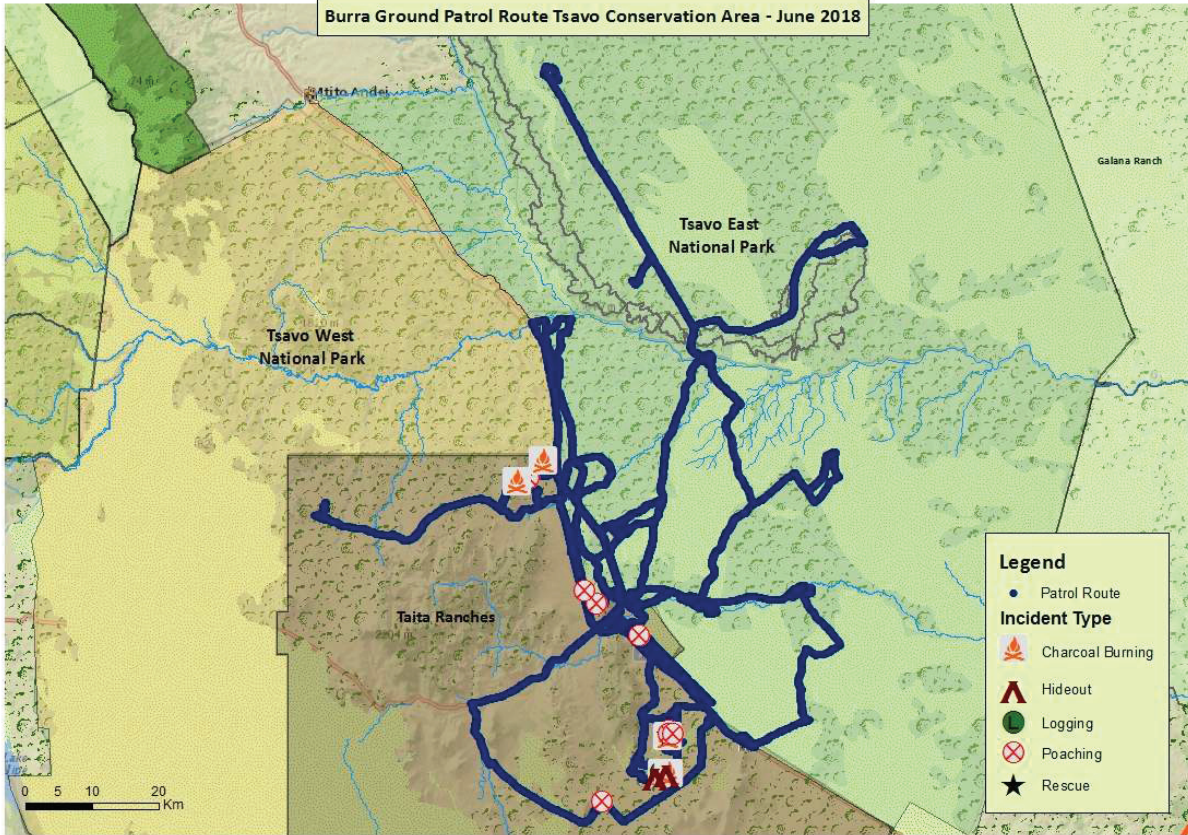 Burra Ground Patrol Route Tsavo Conservation Area - June 2018
Mtito Andei
Galana Ranch
Tsavo East
National Park
Tsavo West
National Park
Taita Ranches
Legend
Patrol Route
Incident Type
Charcoal Burning
Hideout
L
Logging
Poaching
Rescue
Lake
0 5 10 20
Km